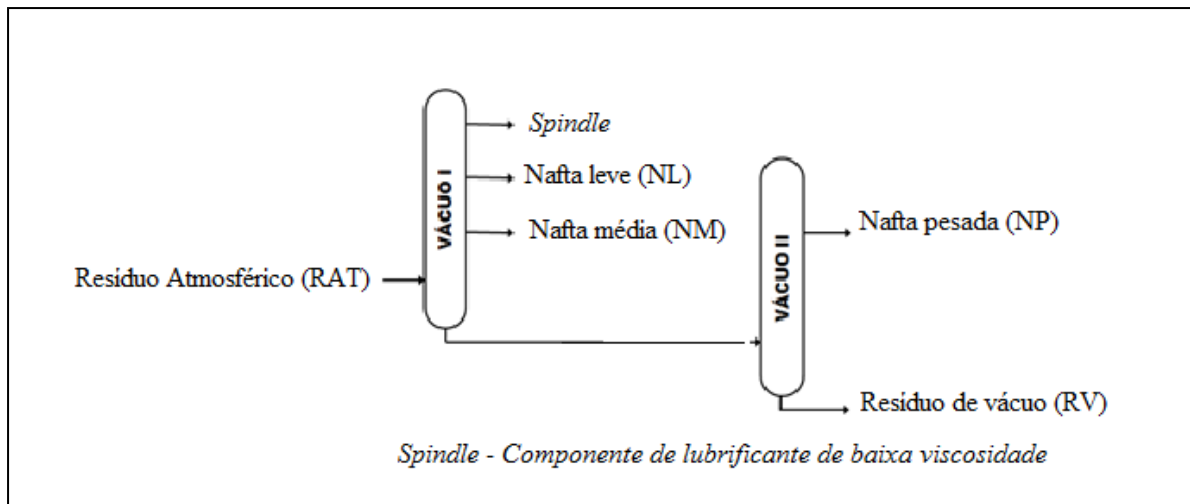 Spindle
Nafta leve (NL)
Nafta média (NM)
VÁCUO I
Resíduo Atmosférico (RAT)
Nafta pesada (NP)
VÁCUO II
Resíduo de vácuo (RV)
Spindle - Componente de lubrificante de baixa viscosidade